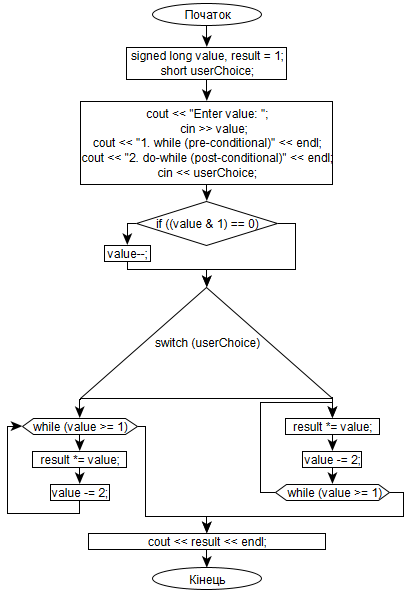 Початок
signed long value, result = 1;
short userChoice;
cout << "Enter value: ";
cin >> value;
cout << "1. while (pre-conditional)" << endl;
cout << "2. do-while (post-conditional)" << endl;
cin << userChoice;
if ((value & 1) == 0)
value--;
switch (userChoice)
while (value >= 1)
result *= value;
value -= 2;
result *= value;
value -= 2;
while (value >= 1)
cout << result << endl;
Кінець